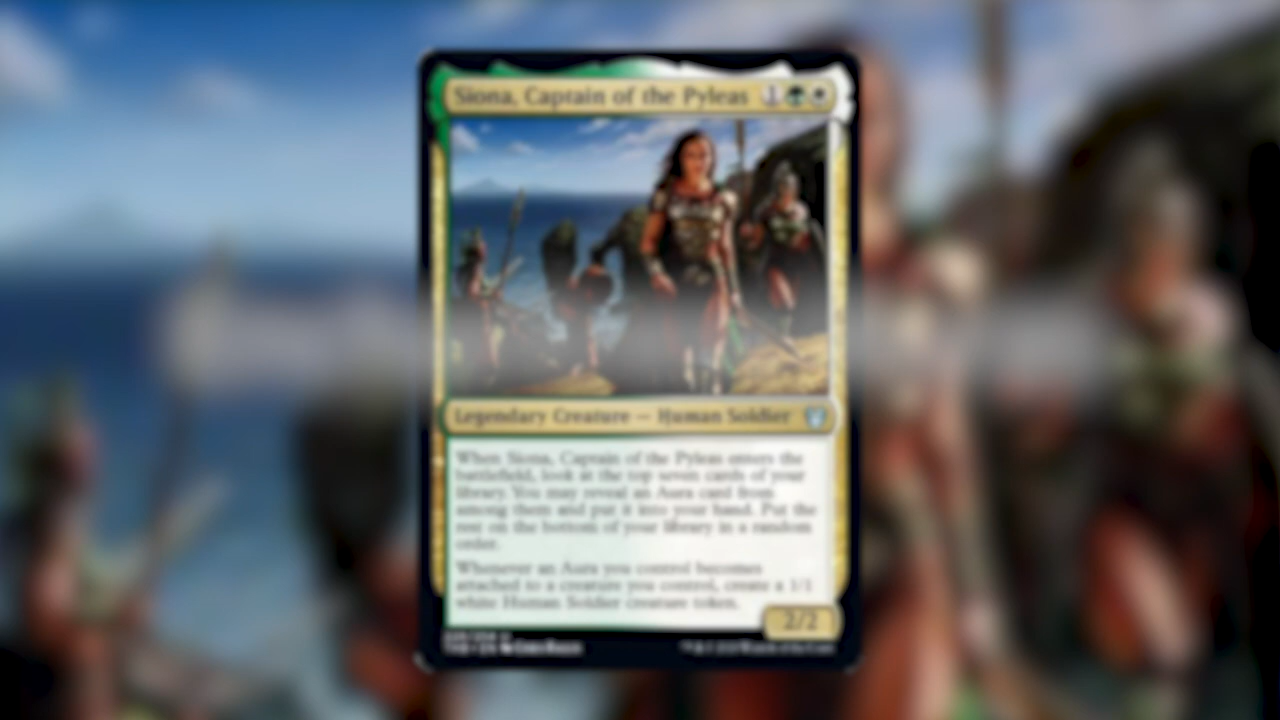 Siona, Captain of the Pyleas 1
Legendary Creature — Human Soldier
When Siona, Captain of the Pyleas enters the
battlefield, look at the top seven cards of your
library. You may reveal an Aura card from
among them and put it into your hand. Put the
rest on the bottom of your library in a random
order.
Whenever an Aura you control becomes
attached to a creature you control, create a 1/1
white Human Soldier creature token.
2/2